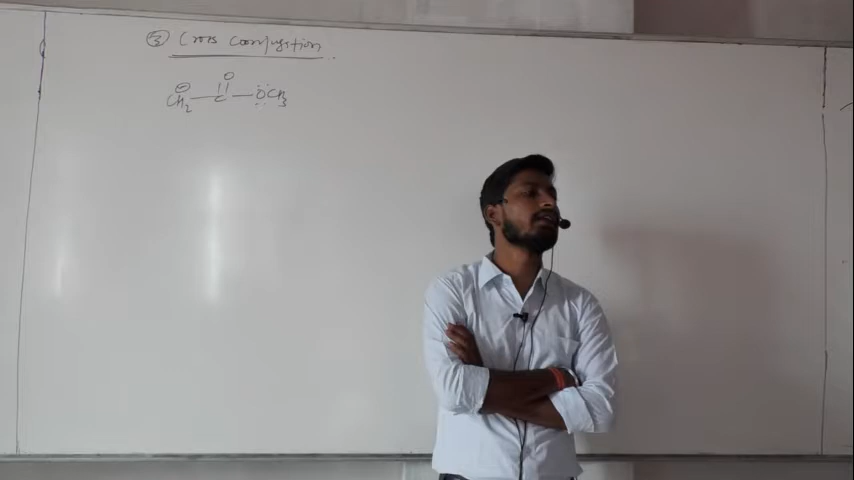 ③ Cross conjugation
O
CH₂⊖ — C — OCH₃